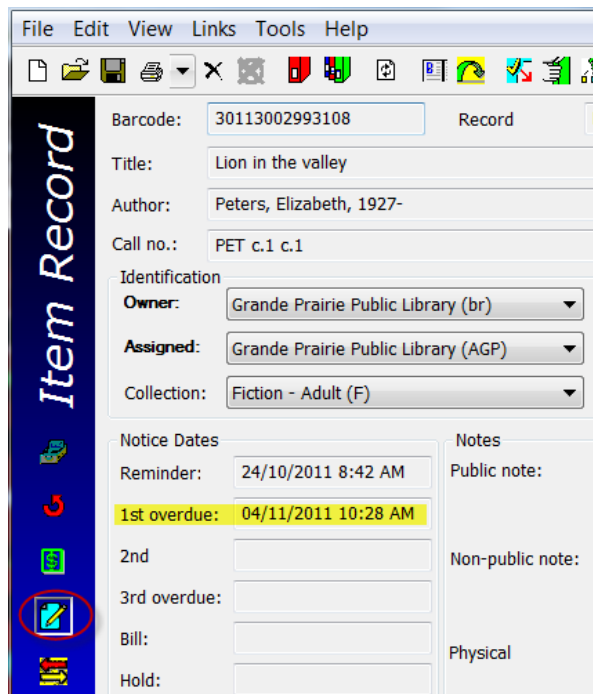 File Edit View Links Tools Help
Item Record
Barcode: 30113002993108 Record
Title: Lion in the valley
Author: Peters, Elizabeth, 1927-
Call no.: PET c.1 c.1
Identification
Owner: Grande Prairie Public Library (br)
Assigned: Grande Prairie Public Library (AGP)
Collection: Fiction - Adult (F)
Notice Dates Notes
Reminder: 24/10/2011 8:42 AM Public note:
1st overdue: 04/11/2011 10:28 AM
2nd Non-public note:
3rd overdue:
Bill: Physical
Hold: